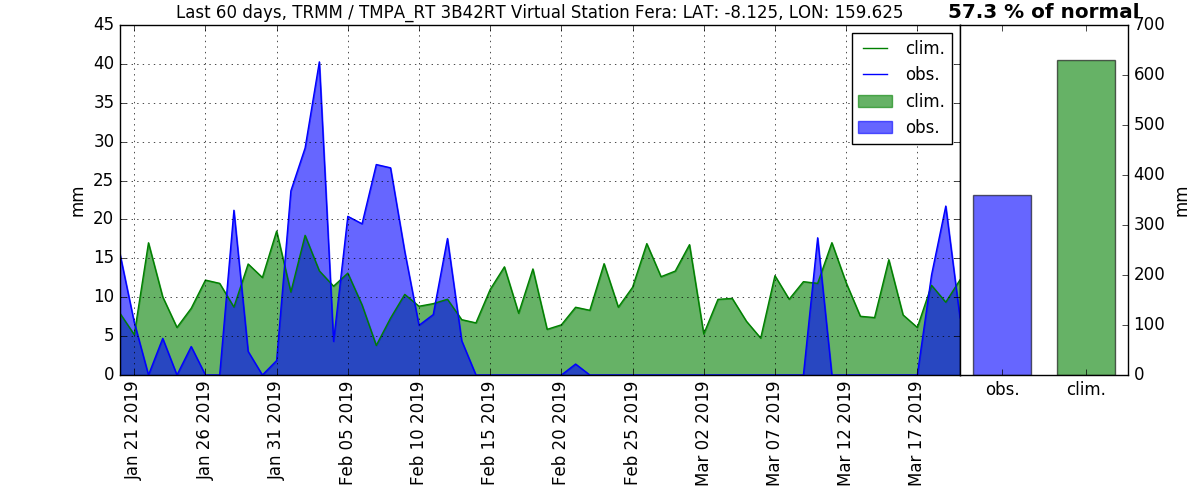 Last 60 days, TRMM / TMPA_RT 3B42RT Virtual Station Fera: LAT: -8.125, LON: 159.625
57.3 % of normal
45
40
35
30
25
20
15
10
5
0
mm
clim.
obs.
clim.
obs.
700
600
500
400
300
200
100
0
mm
Jan 21 2019
Jan 26 2019
Jan 31 2019
Feb 05 2019
Feb 10 2019
Feb 15 2019
Feb 20 2019
Feb 25 2019
Mar 02 2019
Mar 07 2019
Mar 12 2019
Mar 17 2019
obs.
clim.